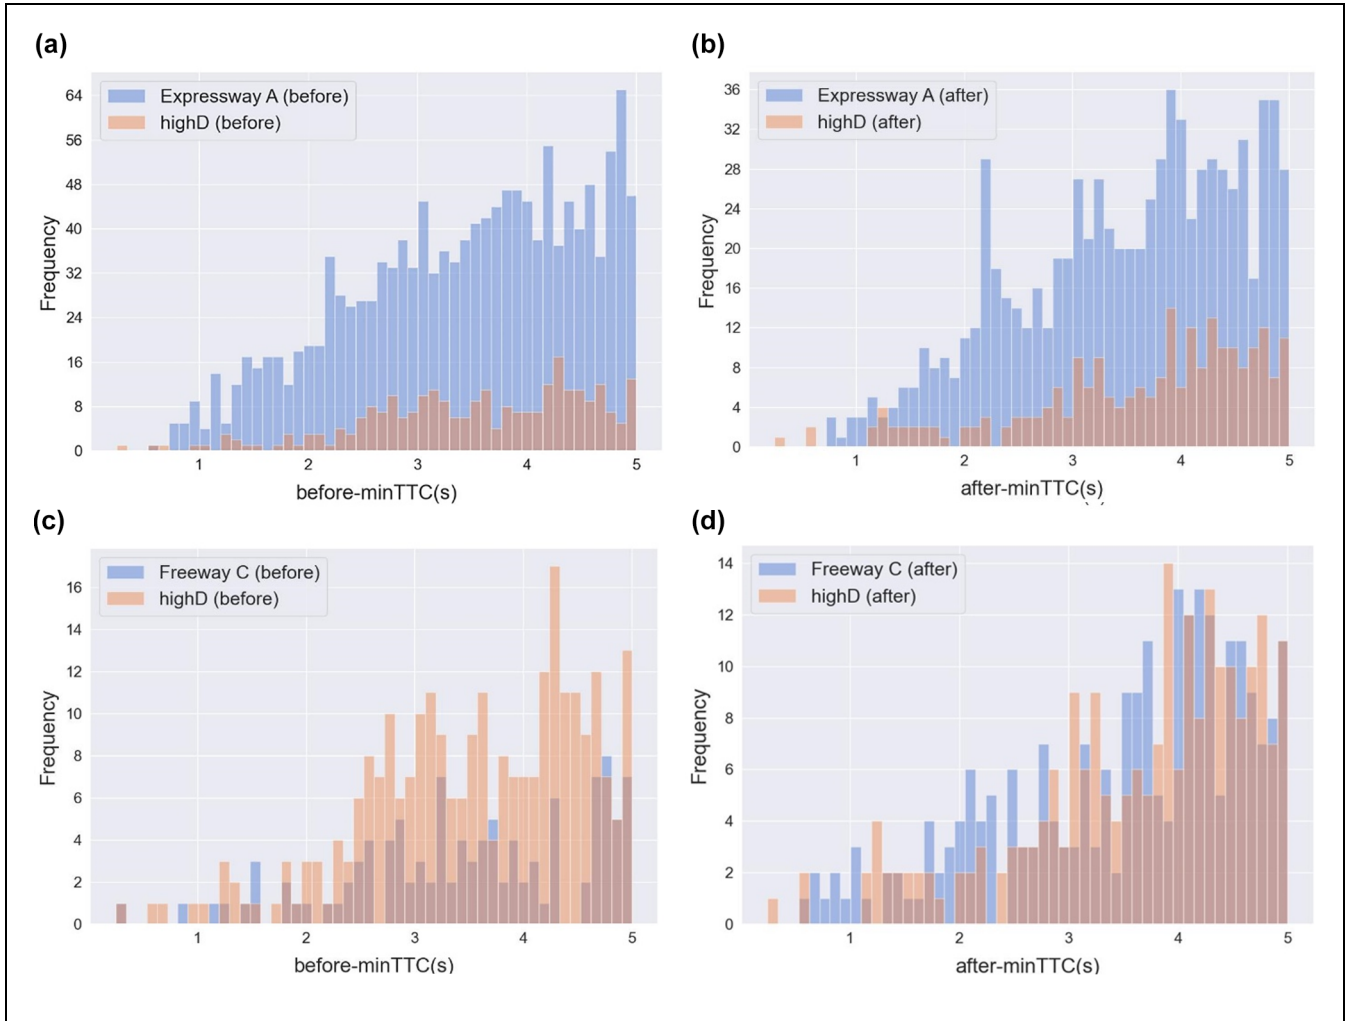 (a)
Expressway A (before)
highD (before)
64
56
48
40
32
24
16
8
0
Frequency
1 2 3 4 5
before-minTTC(s)
(b)
Expressway A (after)
highD (after)
36
32
28
24
20
16
12
8
4
0
Frequency
1 2 3 4 5
after-minTTC(s)
(c)
Freeway C (before)
highD (before)
16
14
12
10
8
6
4
2
0
Frequency
1 2 3 4 5
before-minTTC(s)
(d)
Freeway C (after)
highD (after)
14
12
10
8
6
4
2
0
Frequency
1 2 3 4 5
after-minTTC(s)